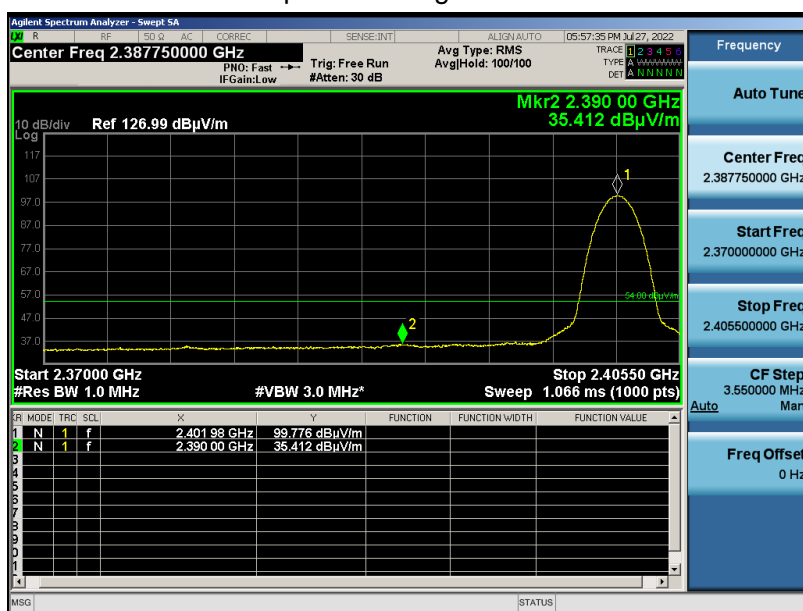 Agilent Spectrum Analyzer - Swept SA
LXI R RF 50 Ω AC CORREC SENSE:INT ALIGN AUTO 05:57:35 PM Jul 27, 2022
Center Freq 2.387750000 GHz
PNO: Fast
IFGain:Low
Trig: Free Run
#Atten: 30 dB
Avg Type: RMS
Avg|Hold: 100/100
TRACE 1 2 3 4 5 6
TYPE A WWWWW
DET A N N N N N
Mkr2 2.390 00 GHz
35.412 dBµV/m
10 dB/div Ref 126.99 dBµV/m
Log
117
107
97.0
87.0
77.0
67.0
57.0
47.0
37.0
1
2
54.00 dBµV/m
Start 2.37000 GHz Stop 2.40550 GHz
#Res BW 1.0 MHz #VBW 3.0 MHz* Sweep 1.066 ms (1000 pts)
MODE TRC SCL X Y FUNCTION FUNCTION WIDTH FUNCTION VALUE
1 N 1 f 2.401 98 GHz 99.776 dBµV/m
2 N 1 f 2.390 00 GHz 35.412 dBµV/m
3
4
5
6
7
8
9
MSG STATUS
Frequency
Auto Tune
Center Freq
2.387750000 GHz
Start Freq
2.370000000 GHz
Stop Freq
2.405500000 GHz
CF Step
3.550000 MHz
Auto Man
Freq Offset
0 Hz